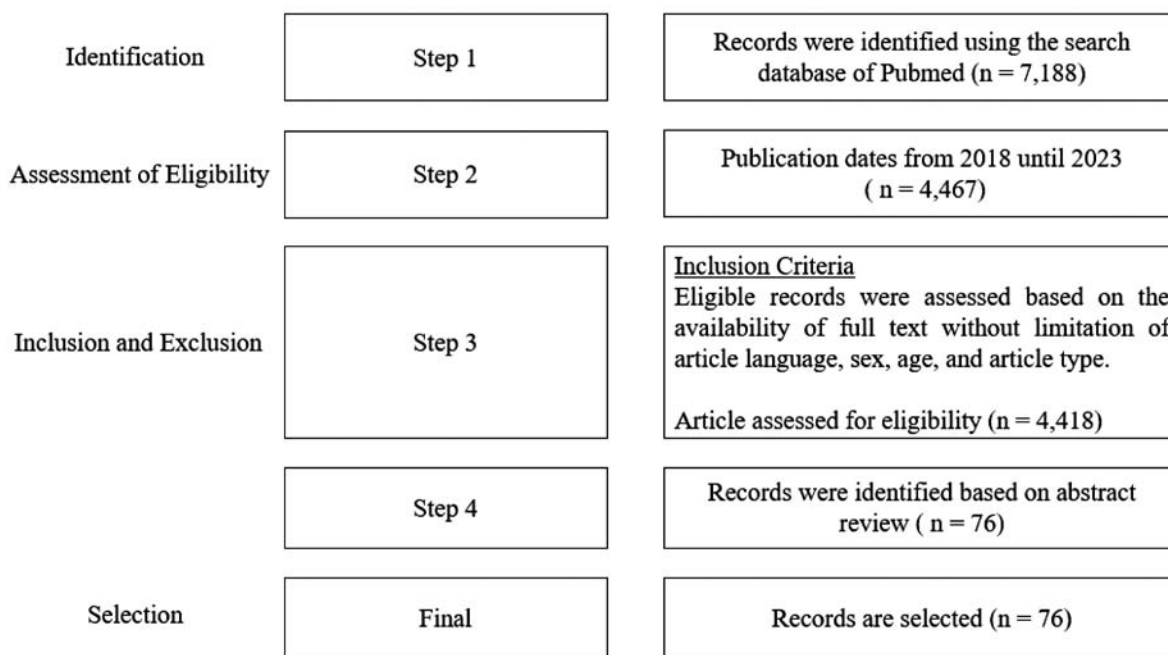 Identification
Step 1
Records were identified using the search
database of Pubmed (n = 7,188)
Assessment of Eligibility
Step 2
Publication dates from 2018 until 2023
( n = 4,467)
Inclusion and Exclusion
Step 3
Inclusion Criteria
Eligible records were assessed based on the
availability of full text without limitation of
article language, sex, age, and article type.
Article assessed for eligibility (n = 4,418)
Step 4
Records were identified based on abstract
review ( n = 76)
Selection
Final
Records are selected (n = 76)